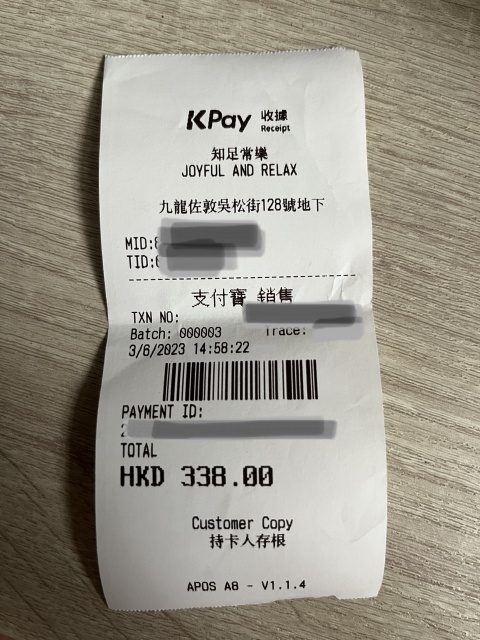 KPay 收據
Receipt
知足常樂
JOYFUL AND RELAX
九龍佐敦吳松街128號地下
MID:
TID:
支付寶 銷售
TXN NO:
Batch: 000003 Trace:
3/6/2023 14:58:22
PAYMENT ID:
2
TOTAL
HKD 338.00
Customer Copy
持卡人存根
APOS A8 - V1.1.4